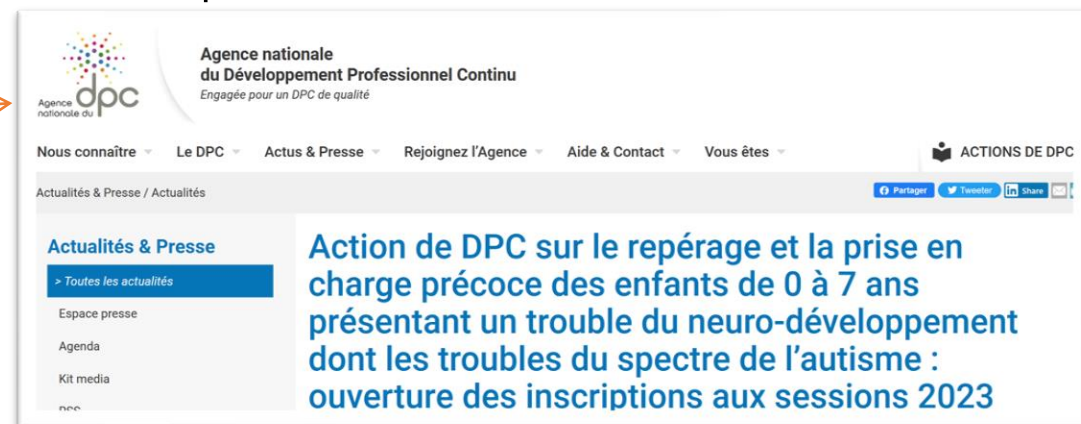 Agence nationale
du Développement Professionnel Continu
Engagée pour un DPC de qualité
Agence
nationale du
dpc
Nous connaître Le DPC Actus & Presse Rejoignez l'Agence Aide & Contact Vous êtes ACTIONS DE DPC
Actualités & Presse / Actualités
Partager Tweeter in Share
Actualités & Presse
> Toutes les actualités
Espace presse
Agenda
Kit media
Action de DPC sur le repérage et la prise en
charge précoce des enfants de 0 à 7 ans
présentant un trouble du neuro-développement
dont les troubles du spectre de l'autisme :
ouverture des inscriptions aux sessions 2023